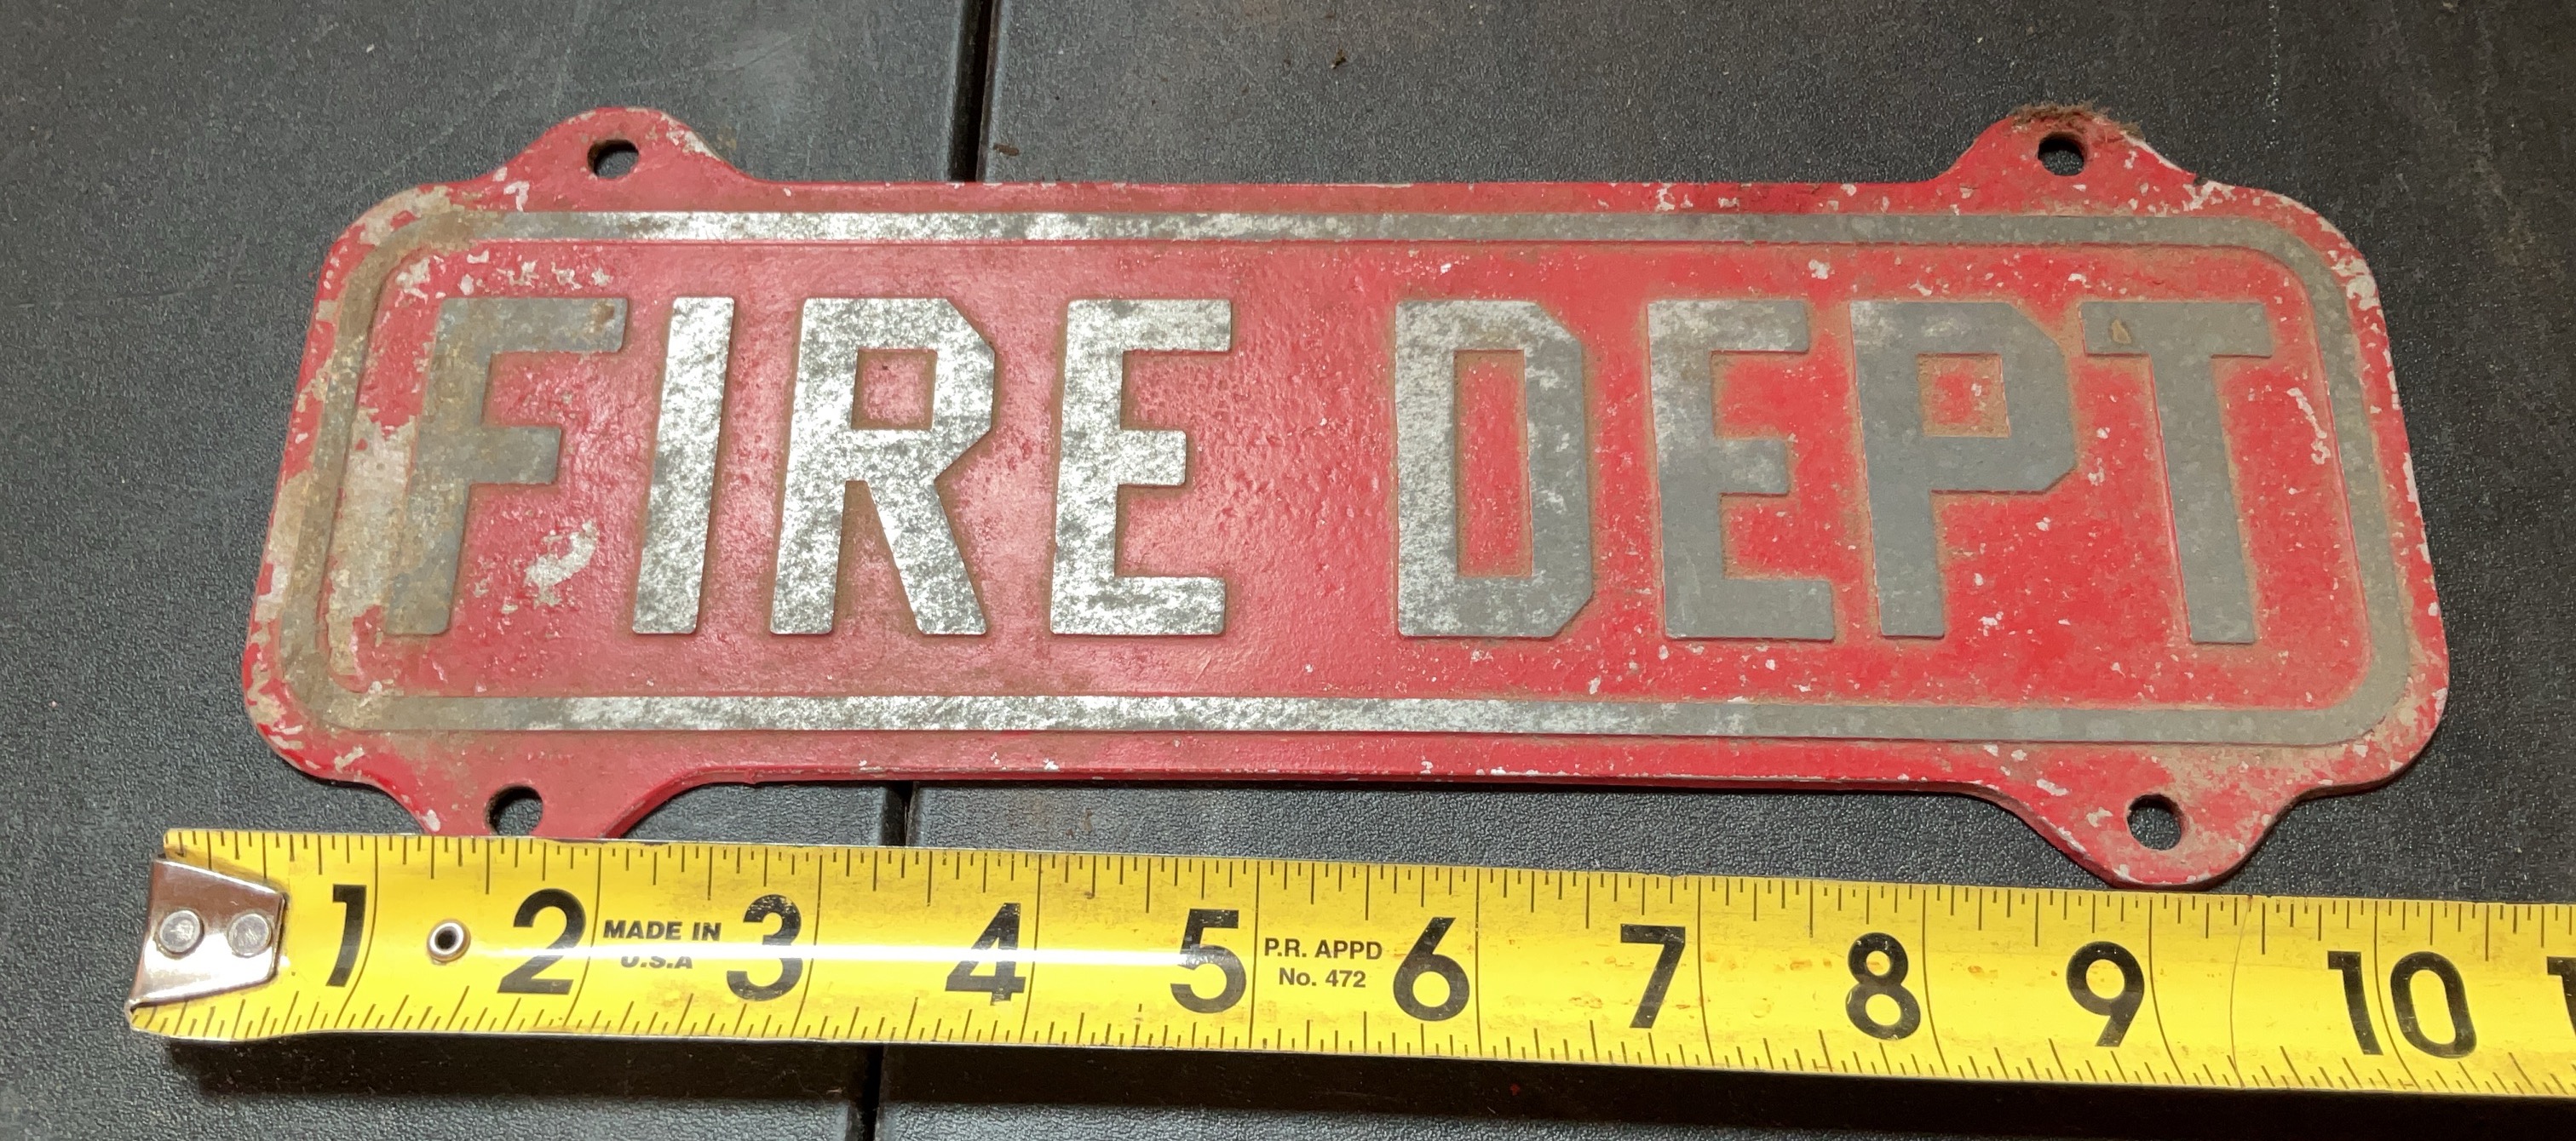 FIRE DEPT
1 2 MADE IN U.S.A 3 4 5 P.R. APPD No. 472 6 7 8 9 10